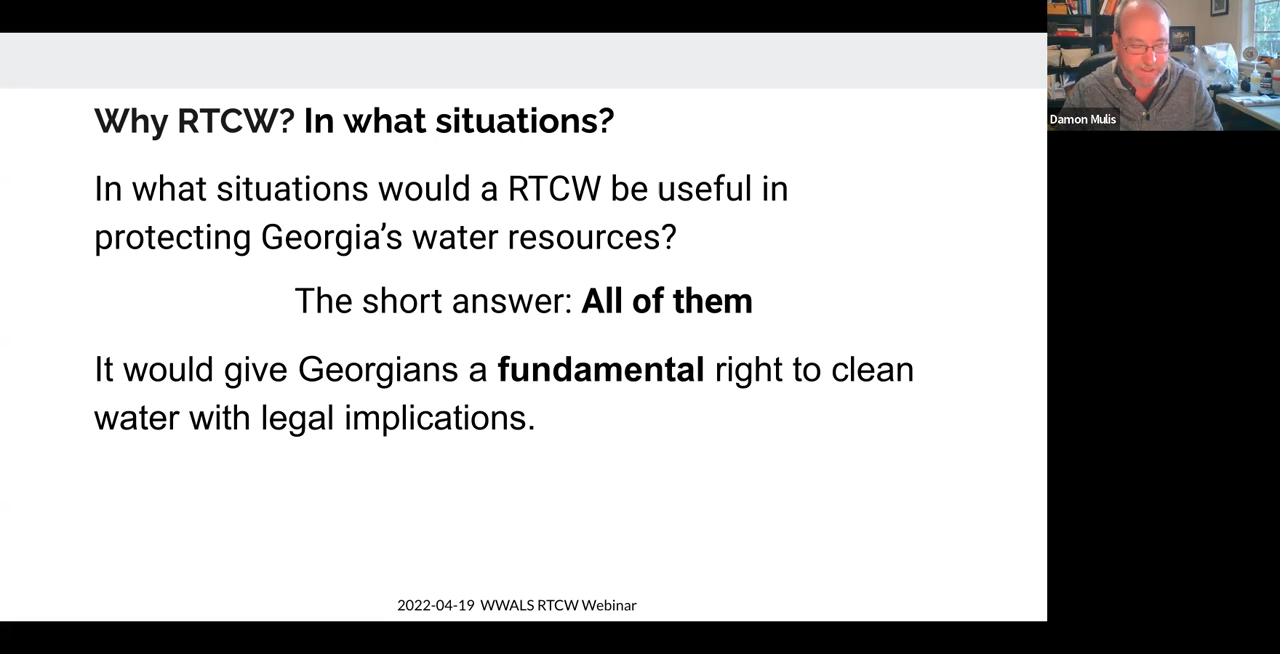 Why RTCW? In what situations?
In what situations would a RTCW be useful in
protecting Georgia’s water resources?
The short answer: All of them
It would give Georgians a fundamental right to clean
water with legal implications.
2022-04-19 WWALS RTCW Webinar
Damon Mulis